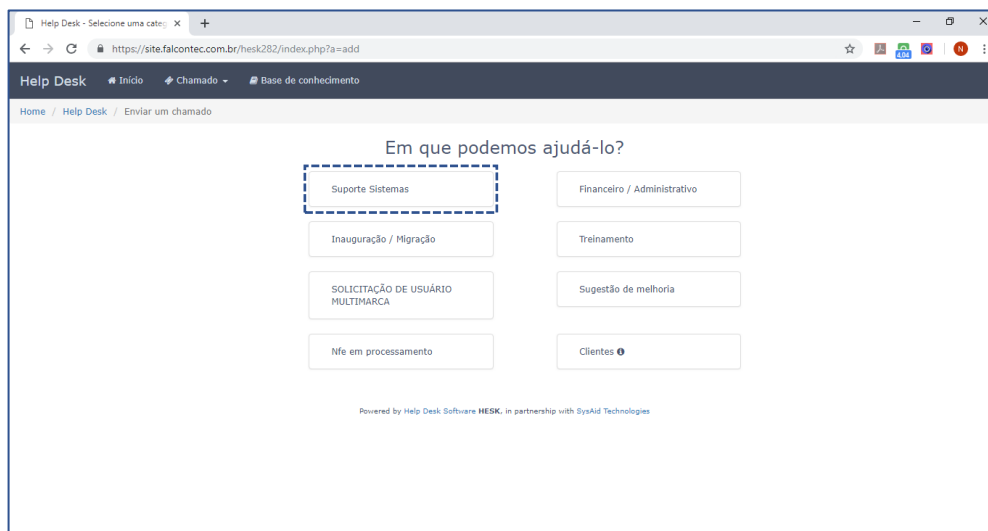 Help Desk - Selecione uma categ
https://site.falcontec.com.br/hesk282/index.php?a=add
4,04
N
Help Desk Início Chamado Base de conhecimento
Home / Help Desk / Enviar um chamado
Em que podemos ajudá-lo?
Suporte Sistemas
Financeiro / Administrativo
Inauguração / Migração
Treinamento
SOLICITAÇÃO DE USUÁRIO
MULTIMARCA
Sugestão de melhoria
Nfe em processamento
Clientes
Powered by Help Desk Software HESK, in partnership with SysAid Technologies